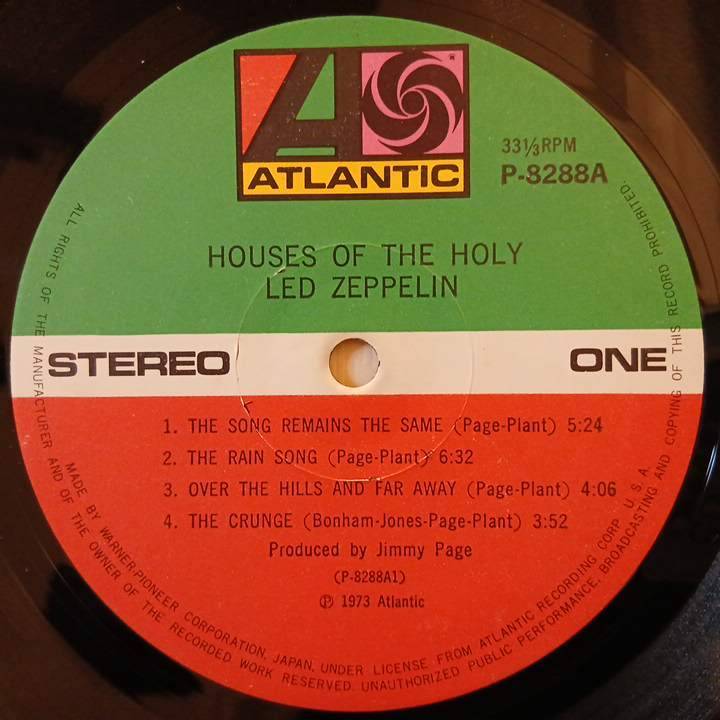 ATLANTIC
33⅓RPM
P-8288A
HOUSES OF THE HOLY
LED ZEPPELIN
STEREO
ONE
1. THE SONG REMAINS THE SAME (Page-Plant) 5:24
2. THE RAIN SONG (Page-Plant) 6:32
3. OVER THE HILLS AND FAR AWAY (Page-Plant) 4:06
4. THE CRUNGE (Bonham-Jones-Page-Plant) 3:52
Produced by Jimmy Page
(P-8288A1)
Ⓟ 1973 Atlantic
MADE BY WARNER-PIONEER CORPORATION, JAPAN, UNDER LICENSE FROM ATLANTIC RECORDING CORP. U.S.A.
ALL RIGHTS OF THE MANUFACTURER AND OF THE OWNER OF THE RECORDED WORK RESERVED. UNAUTHORIZED PUBLIC PERFORMANCE, BROADCASTING AND COPYING OF THIS RECORD PROHIBITED.